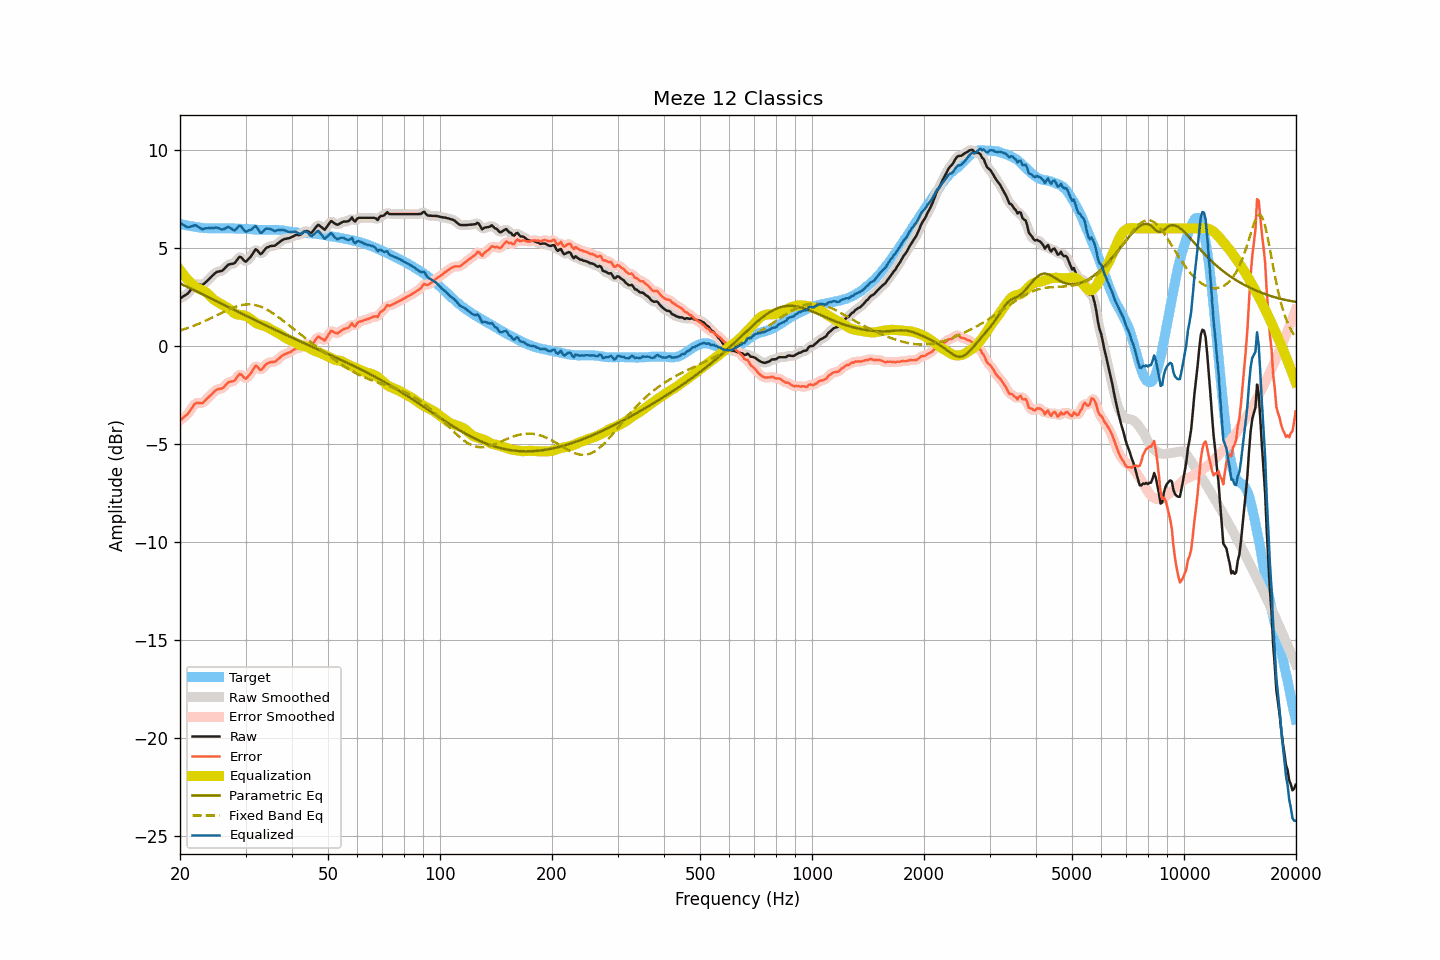 Meze 12 Classics
Amplitude (dBr)
10
5
0
−5
−10
−15
−20
−25
Target
Raw Smoothed
Error Smoothed
Raw
Error
Equalization
Parametric Eq
Fixed Band Eq
Equalized
20 50 100 200 500 1000 2000 5000 10000 20000
Frequency (Hz)